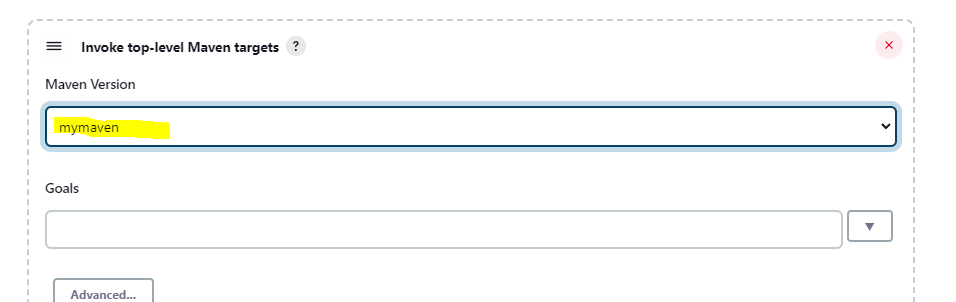 Invoke top-level Maven targets ?
Maven Version
mymaven
Goals
Advanced...